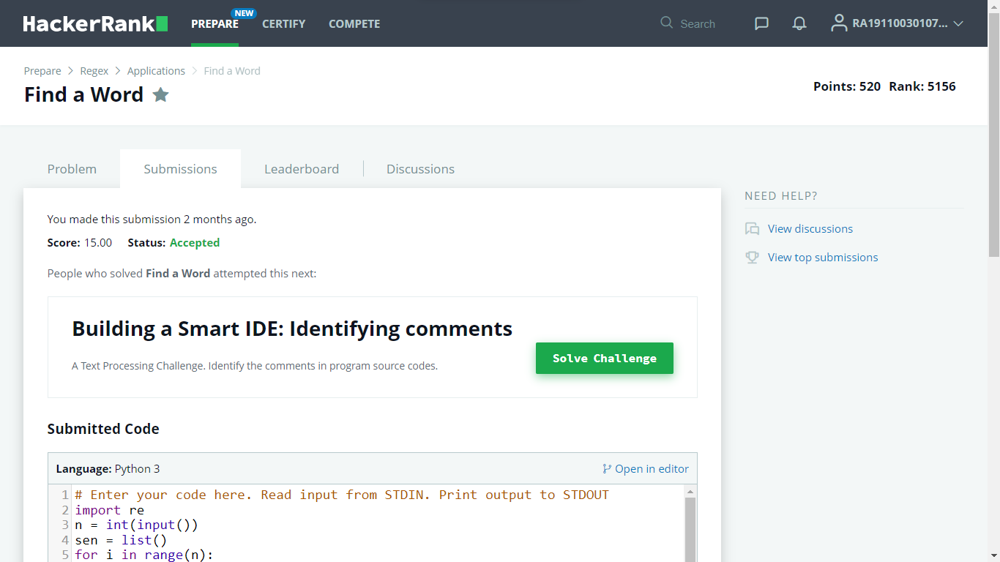 HackerRank PREPARE NEW CERTIFY COMPETE Search RA19110030107...
Prepare > Regex > Applications > Find a Word
Find a Word
Points: 520 Rank: 5156
Problem Submissions Leaderboard Discussions
You made this submission 2 months ago.
Score: 15.00 Status: Accepted
People who solved Find a Word attempted this next:
Building a Smart IDE: Identifying comments
A Text Processing Challenge. Identify the comments in program source codes.
Solve Challenge
Submitted Code
Language: Python 3 Open in editor
1 # Enter your code here. Read input from STDIN. Print output to STDOUT
2 import re
3 n = int(input())
4 sen = list()
5 for i in range(n):
NEED HELP?
View discussions
View top submissions